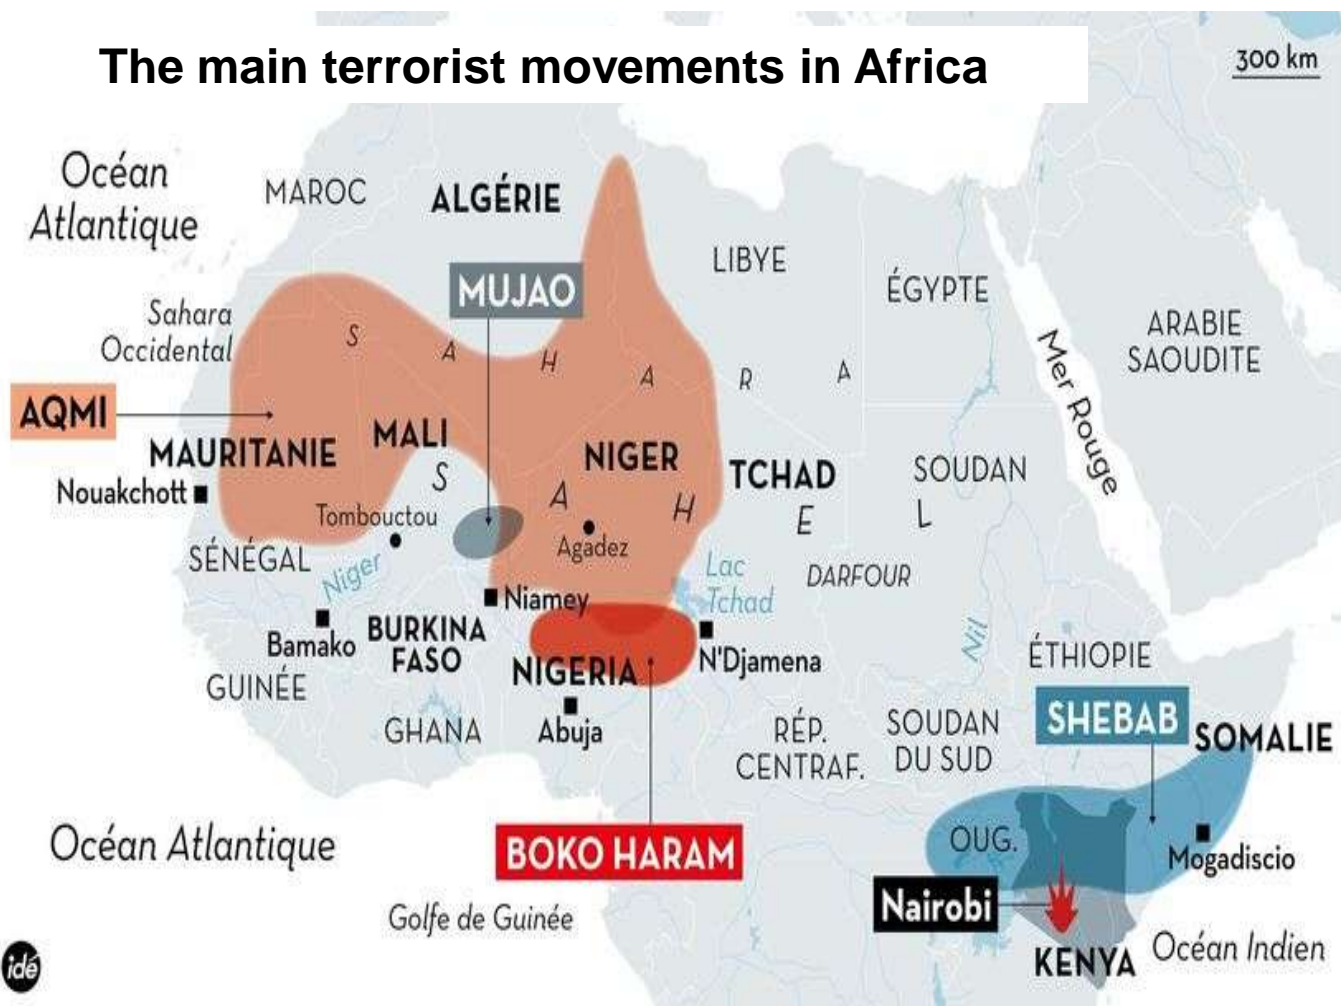 The main terrorist movements in Africa
300 km
Océan
Atlantique
MAROC
ALGÉRIE
LIBYE
ÉGYPTE
MUJAO
Sahara
Occidental
ARABIE
SAOUDITE
Mer Rouge
S A H A R A
AQMI
MAURITANIE
MALI
NIGER
TCHAD
SOUDAN
Nouakchott
S A H E L
Tombouctou
Agadez
SÉNÉGAL
Niger
Lac
Tchad
DARFOUR
Niamey
Bamako
BURKINA
FASO
NIGERIA
N'Djamena
Nil
ÉTHIOPIE
GUINÉE
GHANA
Abuja
RÉP.
CENTRAF.
SOUDAN
DU SUD
SHEBAB
SOMALIE
Océan Atlantique
BOKO HARAM
OUG.
Mogadiscio
Nairobi
Golfe de Guinée
KENYA
Océan Indien
idé